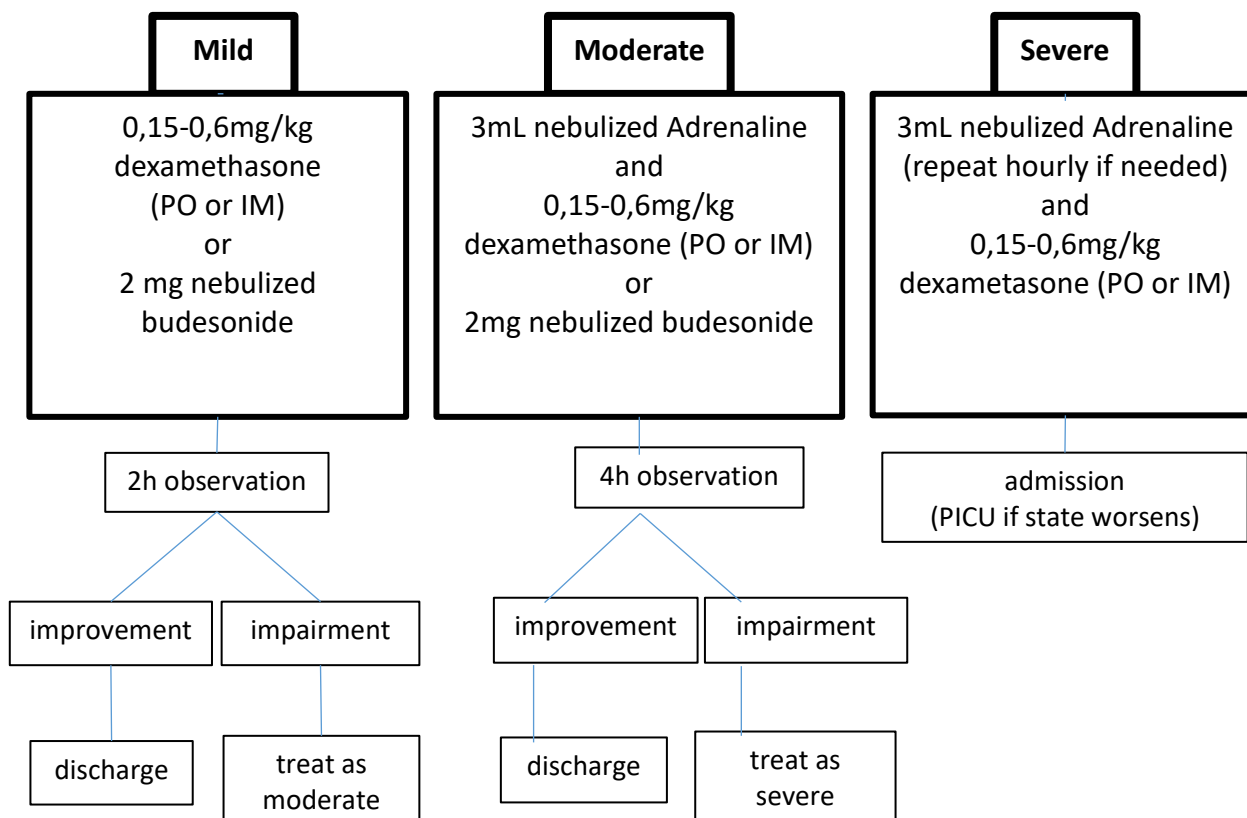 Mild
0,15-0,6mg/kg
dexamethasone
(PO or IM)
or
2 mg nebulized
budesonide
2h observation
improvement
impairment
discharge
treat as
moderate
Moderate
3mL nebulized Adrenaline
and
0,15-0,6mg/kg
dexamethasone (PO or IM)
or
2mg nebulized budesonide
4h observation
improvement
impairment
discharge
treat as
severe
Severe
3mL nebulized Adrenaline
(repeat hourly if needed)
and
0,15-0,6mg/kg
dexametasone (PO or IM)
admission
(PICU if state worsens)